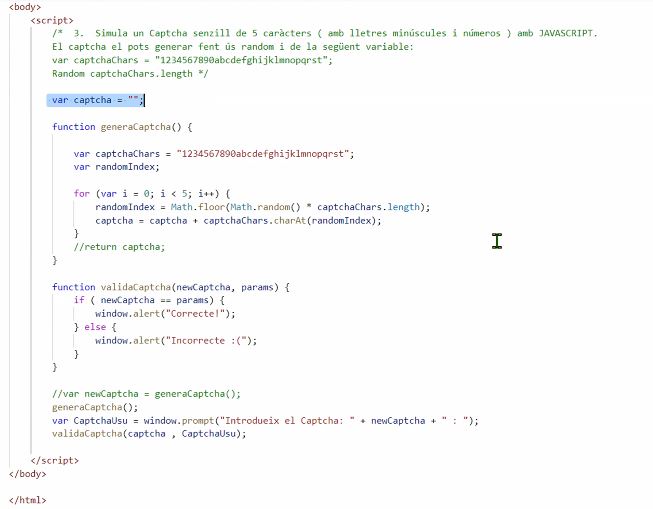 <body>
<script>
/*  3.  Simula un Captcha senzill de 5 caràcters ( amb lletres minúscules i números ) amb JAVASCRIPT.
El captcha el pots generar fent ús random i de la següent variable:
var captchaChars = "1234567890abcdefghijklmnopqrst";
Random captchaChars.length */
var captcha = "";
function generaCaptcha() {
var captchaChars = "1234567890abcdefghijklmnopqrst";
var randomIndex;
for (var i = 0; i < 5; i++) {
randomIndex = Math.floor(Math.random() * captchaChars.length);
captcha = captcha + captchaChars.charAt(randomIndex);
}
//return captcha;
}
function validaCaptcha(newCaptcha, params) {
if ( newCaptcha == params) {
window.alert("Correcte!");
} else {
window.alert("Incorrecte :(");
}
}
//var newCaptcha = generaCaptcha();
generaCaptcha();
var CaptchaUsu = window.prompt("Introdueix el Captcha: " + newCaptcha + " : ");
validaCaptcha(captcha , CaptchaUsu);
</script>
</body>
</html>